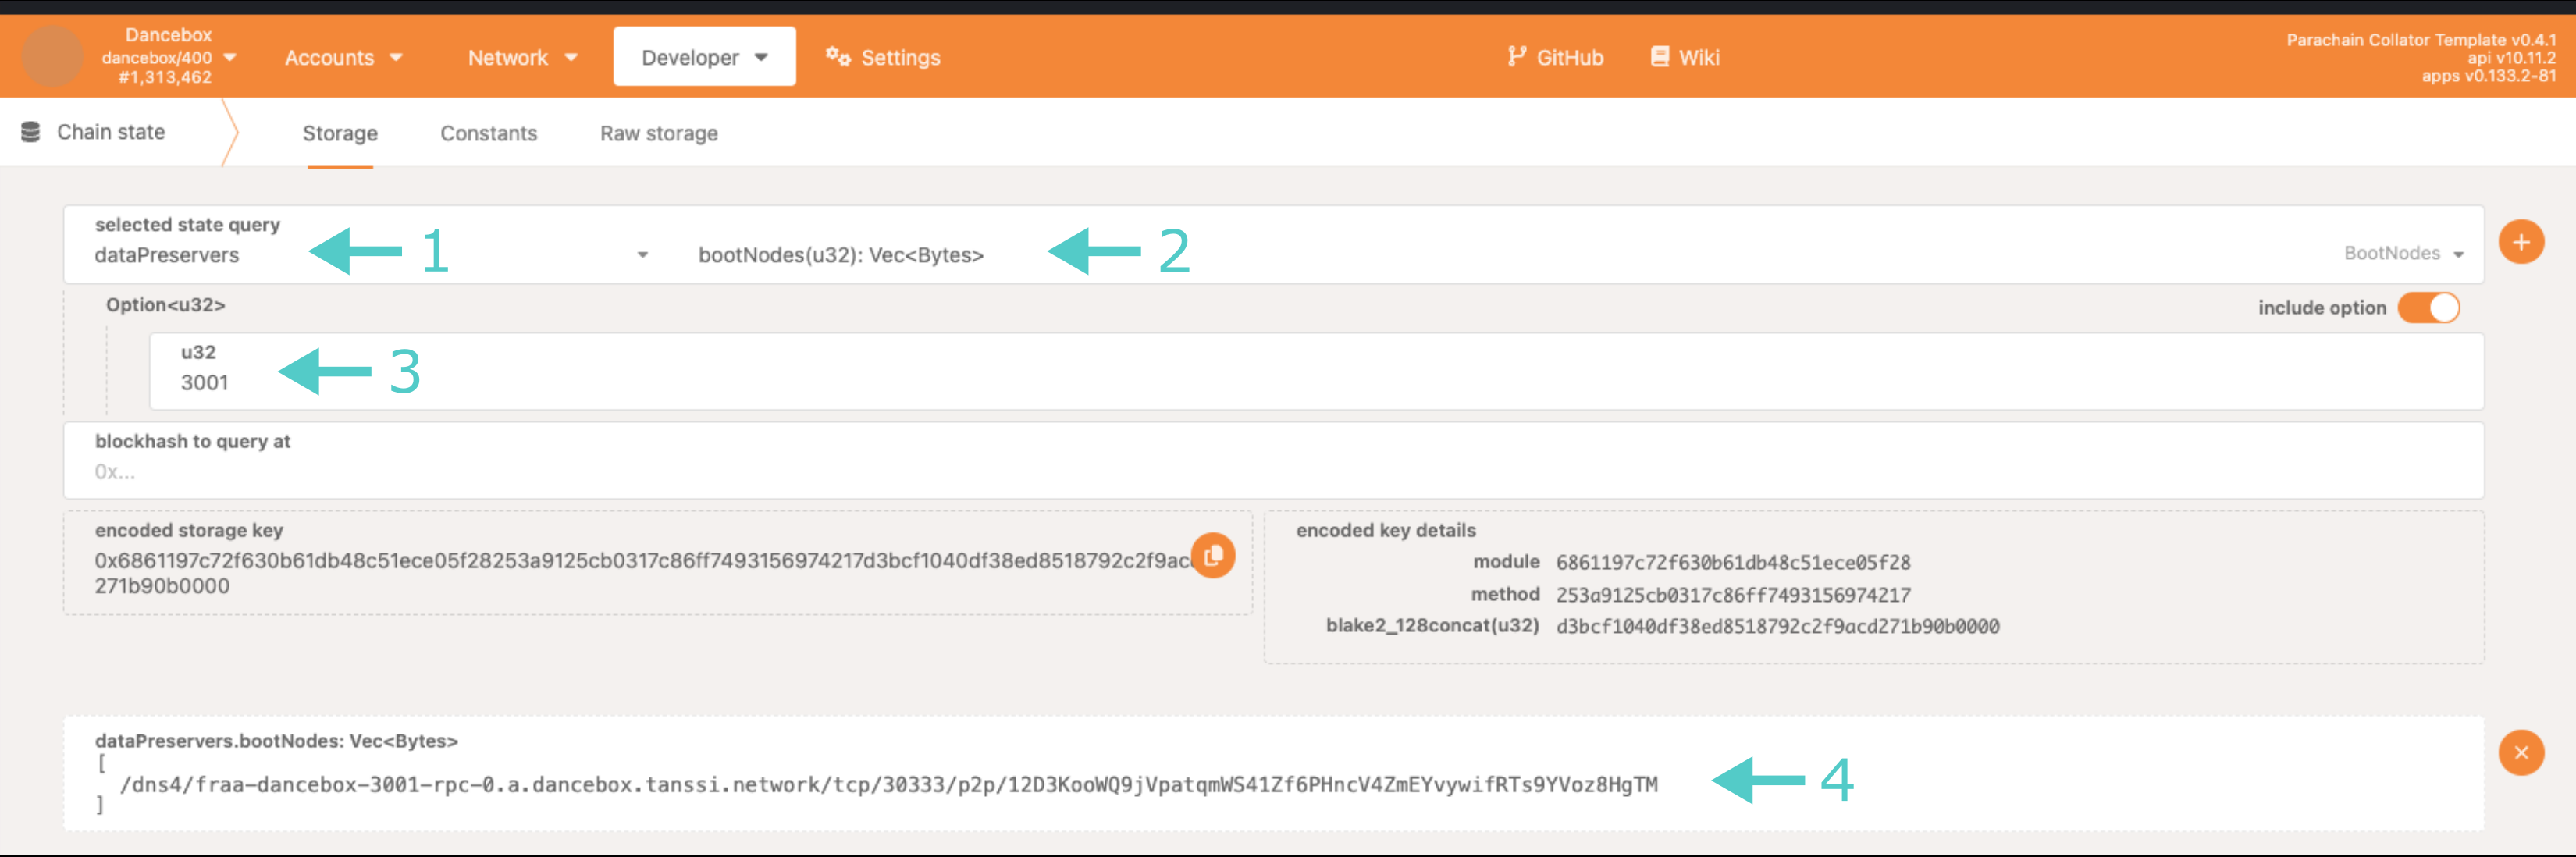 Dancebox
dancebox/400
#1,313,462
Accounts
Network
Developer
Settings
GitHub
Wiki
Parachain Collator Template v0.4.1
api v10.11.2
apps v0.133.2-81
Chain state
Storage
Constants
Raw storage
selected state query
dataPreservers
1
bootNodes(u32): Vec<Bytes>
2
BootNodes
Option<u32>
include option
u32
3001
3
blockhash to query at
0x...
encoded storage key
0x6861197c72f630b61db48c51ece05f28253a9125cb0317c86ff7493156974217d3bcf1040df38ed8518792c2f9ac
271b90b0000
encoded key details
module 6861197c72f630b61db48c51ece05f28
method 253a9125cb0317c86ff7493156974217
blake2_128concat(u32) d3bcf1040df38ed8518792c2f9acd271b90b0000
dataPreservers.bootNodes: Vec<Bytes>
[
/dns4/fraa-dancebox-3001-rpc-0.a.dancebox.tanssi.network/tcp/30333/p2p/12D3KooWQ9jVpatqmWS41Zf6PHncV4ZmEYvywifRTs9YVoz8HgTM
4
]